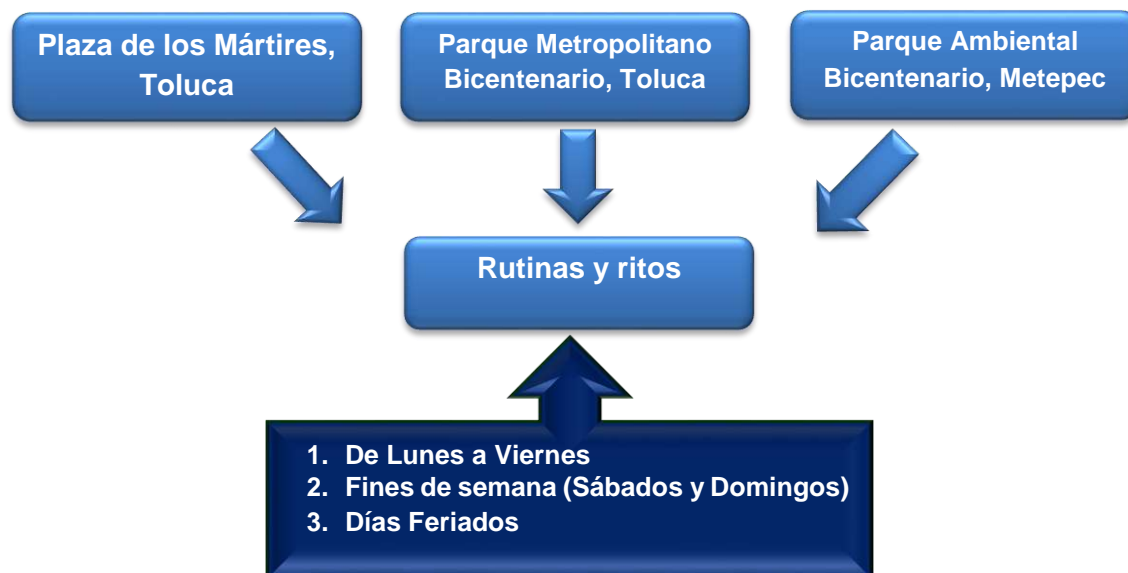 Plaza de los Mártires,
Toluca
Parque Metropolitano
Bicentenario, Toluca
Parque Ambiental
Bicentenario, Metepec
Rutinas y ritos
1. De Lunes a Viernes
2. Fines de semana (Sábados y Domingos)
3. Días Feriados